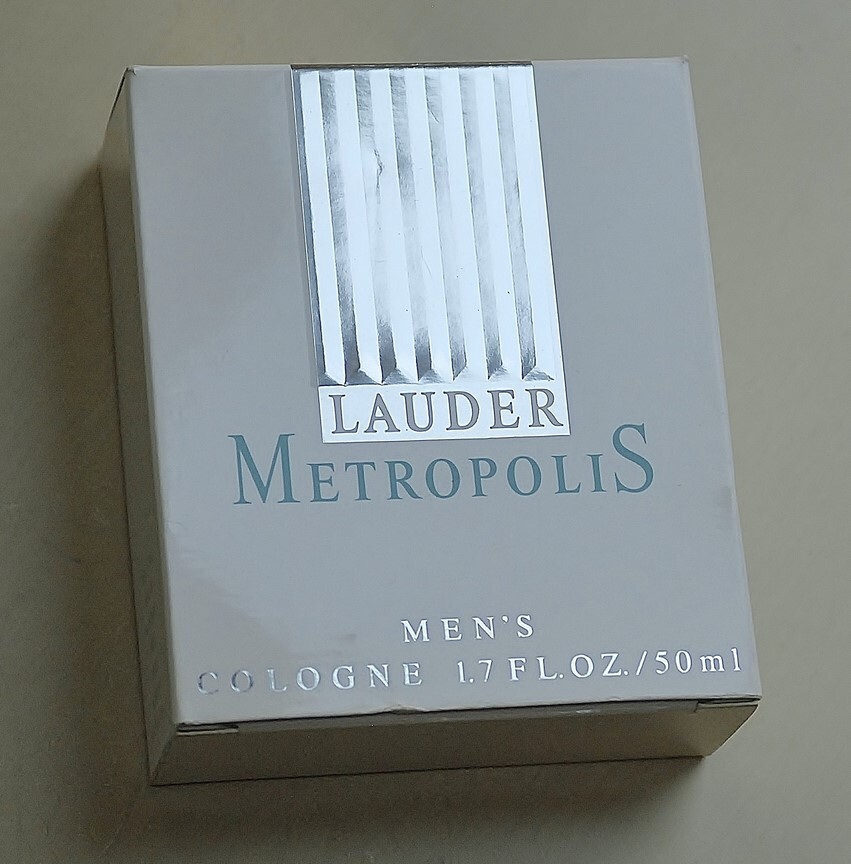 LAUDER
METROPOLIS
MEN'S
COLOGNE 1.7 FL.OZ./50ml